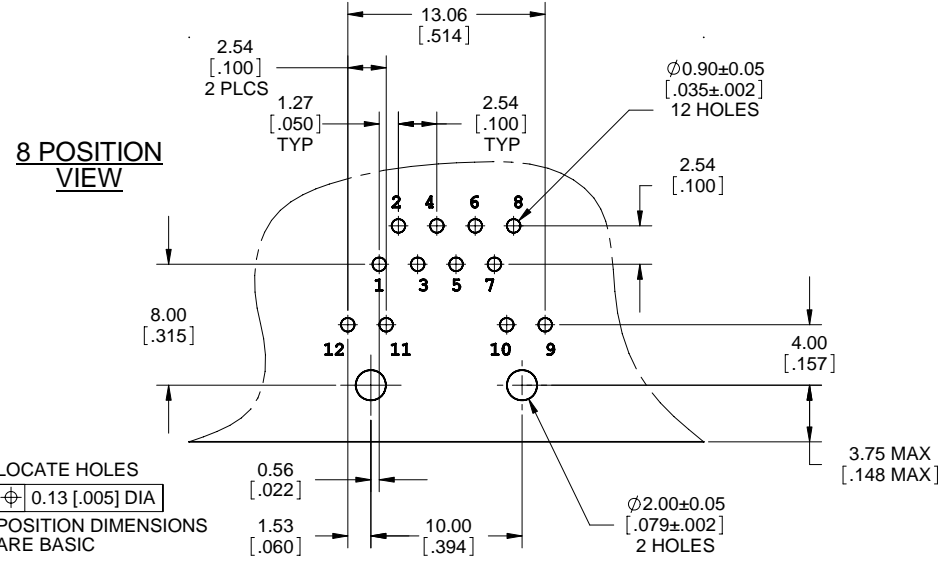 13.06
[.514]
2.54
[.100]
2 PLCS
1.27
[.050]
TYP
2.54
[.100]
TYP
∅0.90±0.05
[.035±.002]
12 HOLES
2.54
[.100]
8 POSITION
VIEW
2 4 6 8
1 3 5 7
8.00
[.315]
12 11 10 9
4.00
[.157]
3.75 MAX
[.148 MAX]
LOCATE HOLES
⌖ 0.13 [.005] DIA
POSITION DIMENSIONS
ARE BASIC
0.56
[.022]
1.53
[.060]
10.00
[.394]
∅2.00±0.05
[.079±.002]
2 HOLES